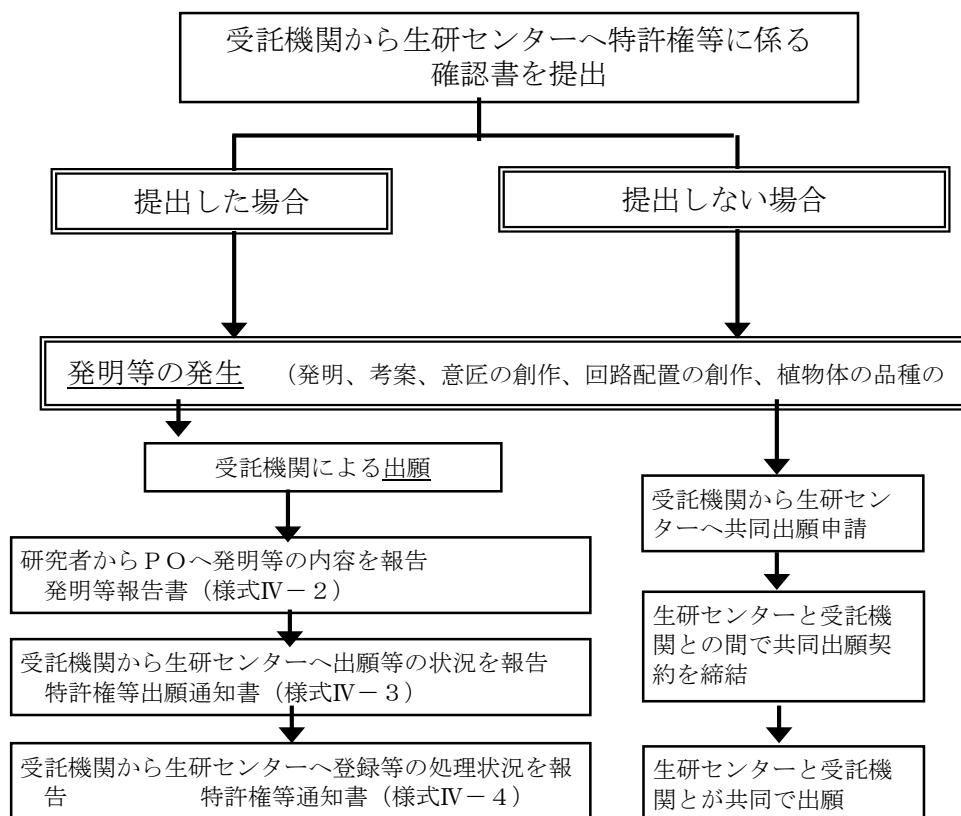 受託機関から生研センターへ特許権等に係る
確認書を提出
提出した場合
提出しない場合
発明等の発生　（発明、考案、意匠の創作、回路配置の創作、植物体の品種の
受託機関による出願
研究者からＰＯへ発明等の内容を報告
発明等報告書（様式Ⅳ－２）
受託機関から生研センターへ出願等の状況を報告
特許権等出願通知書（様式Ⅳ－３）
受託機関から生研センターへ登録等の処理状況を報
告　　　　　特許権等通知書（様式Ⅳ－４）
受託機関から生研セン
ターへ共同出願申請
生研センターと受託機
関との間で共同出願契
約を締結
生研センターと受託機
関とが共同で出願